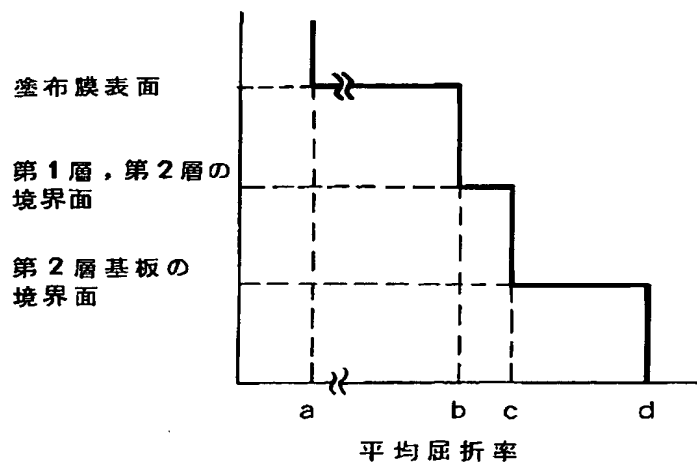 塗布膜表面
第1層,第2層の
境界面
第2層基板の
境界面
a b c d
平均屈折率